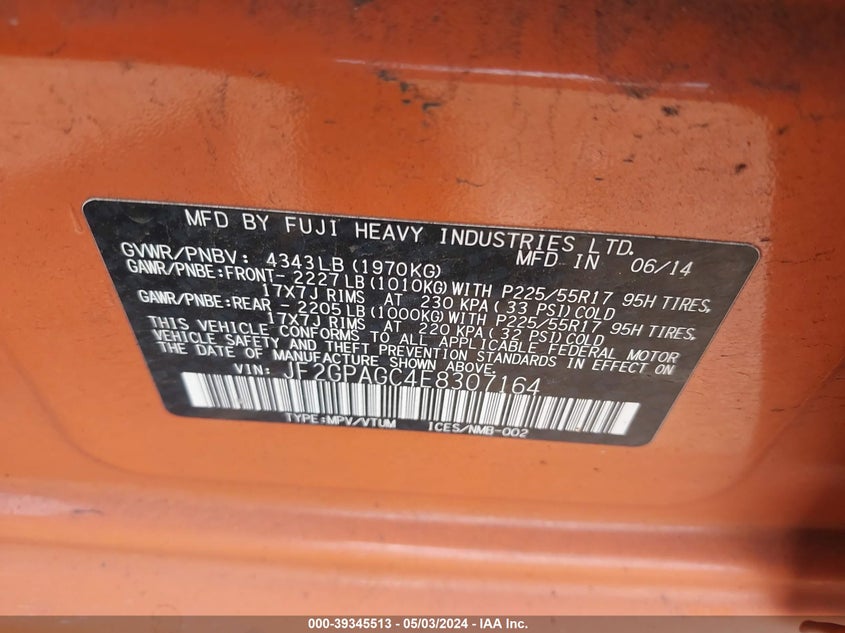 MFD BY FUJI HEAVY INDUSTRIES LTD.
GVWR/PNBV: 4343LB (1970KG) MFD IN 06/14
GAWR/PNBE:FRONT- 2227LB (1010KG) WITH P225/55R17 95H TIRES,
17X7J RIMS AT 230 KPA ( 33 PSI) COLD
GAWR/PNBE:REAR - 2205LB (1000KG) WITH P225/55R17 95H TIRES,
17X7J RIMS AT 220 KPA ( 32 PSI) COLD
THIS VEHICLE CONFORMS TO ALL APPLICABLE FEDERAL MOTOR
VEHICLE SAFETY AND THEFT PREVENTION STANDARDS IN EFFECT ON
THE DATE OF MANUFACTURE SHOWN ABOVE.
VIN: JF2GPAGC4E8307164
TYPE:MPV/VTUM ICES/NMB-002
000-39345513 - 05/03/2024 - IAA Inc.